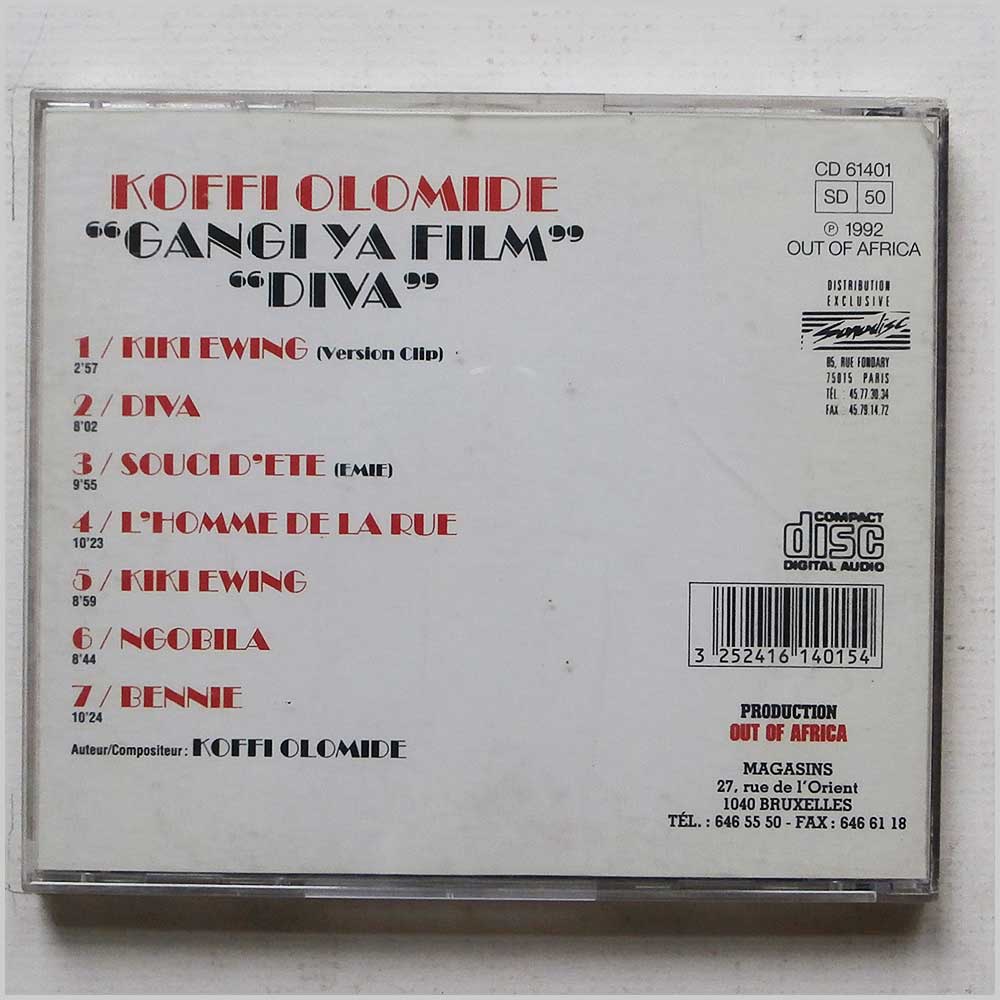 KOFFI OLOMIDE
“GANGI YA FILM”
“DIVA”
1 / KIKI EWING (Version Clip)
2'57
2 / DIVA
8'02
3 / SOUCI D'ETE (EMIE)
9'55
4 / L'HOMME DE LA RUE
10'23
5 / KIKI EWING
8'59
6 / NGOBILA
8'44
7 / BENNIE
10'24
Auteur/Compositeur : KOFFI OLOMIDE
CD 61401
SD 50
℗ 1992
OUT OF AFRICA
DISTRIBUTION
EXCLUSIVE
Sonodisc
85, RUE FONDARY
75015 PARIS
TÉL. : 45.77.30.34
FAX : 45.79.14.72
COMPACT
disc
DIGITAL AUDIO
3 252416 140154
PRODUCTION
OUT OF AFRICA
MAGASINS
27, rue de l'Orient
1040 BRUXELLES
TÉL. : 646 55 50 - FAX : 646 61 18